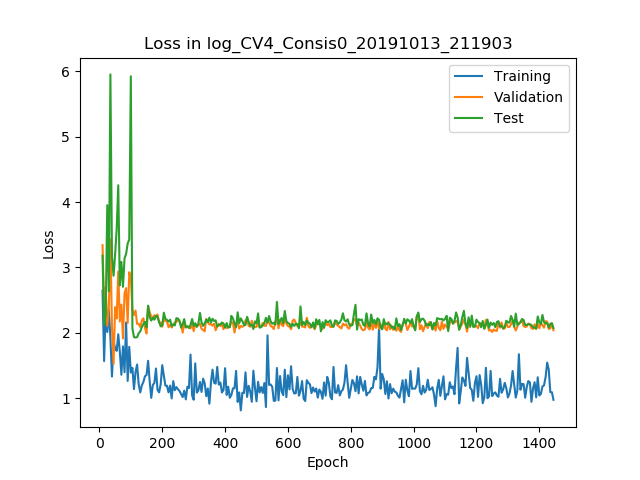 Loss in log_CV4_Consis0_20191013_211903
Training
Validation
Test
6
5
4
3
2
1
Loss
0 200 400 600 800 1000 1200 1400
Epoch